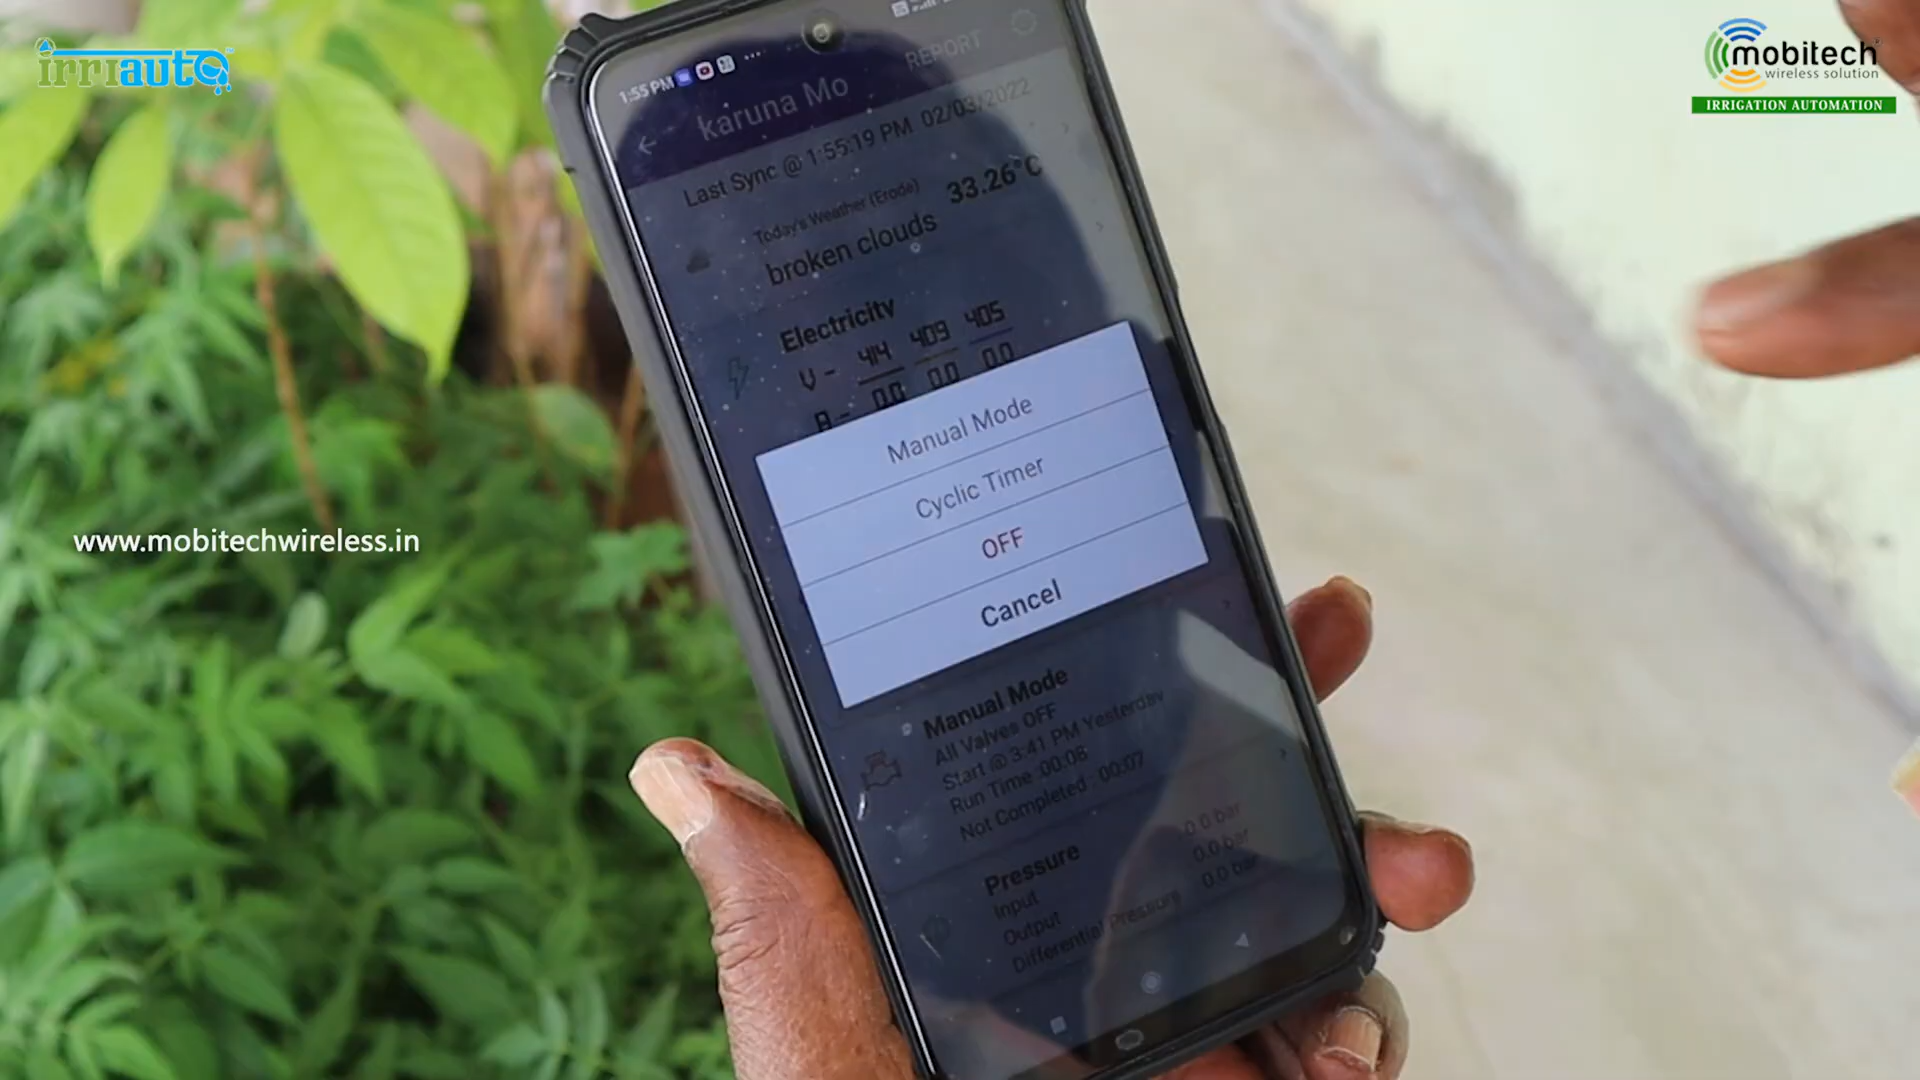 irriauto
mobitech
wireless solution
IRRIGATION AUTOMATION
www.mobitechwireless.in
1:55 PM
karuna Mo
REPORT
Last Sync @ 1:55:19 PM 02/03/2022
Today's Weather (Erode)
broken clouds
33.26°C
Electricity
V - 414 409 405
A - 0.0 0.0 0.0
Manual Mode
Cyclic Timer
OFF
Cancel
Manual Mode
All Valves OFF
Start @ 3:41 PM Yesterday
Run Time :00:08
Not Completed : 00:07
Pressure
Input 0.0 bar
Output 0.0 bar
Differential Pressure 0.0 bar